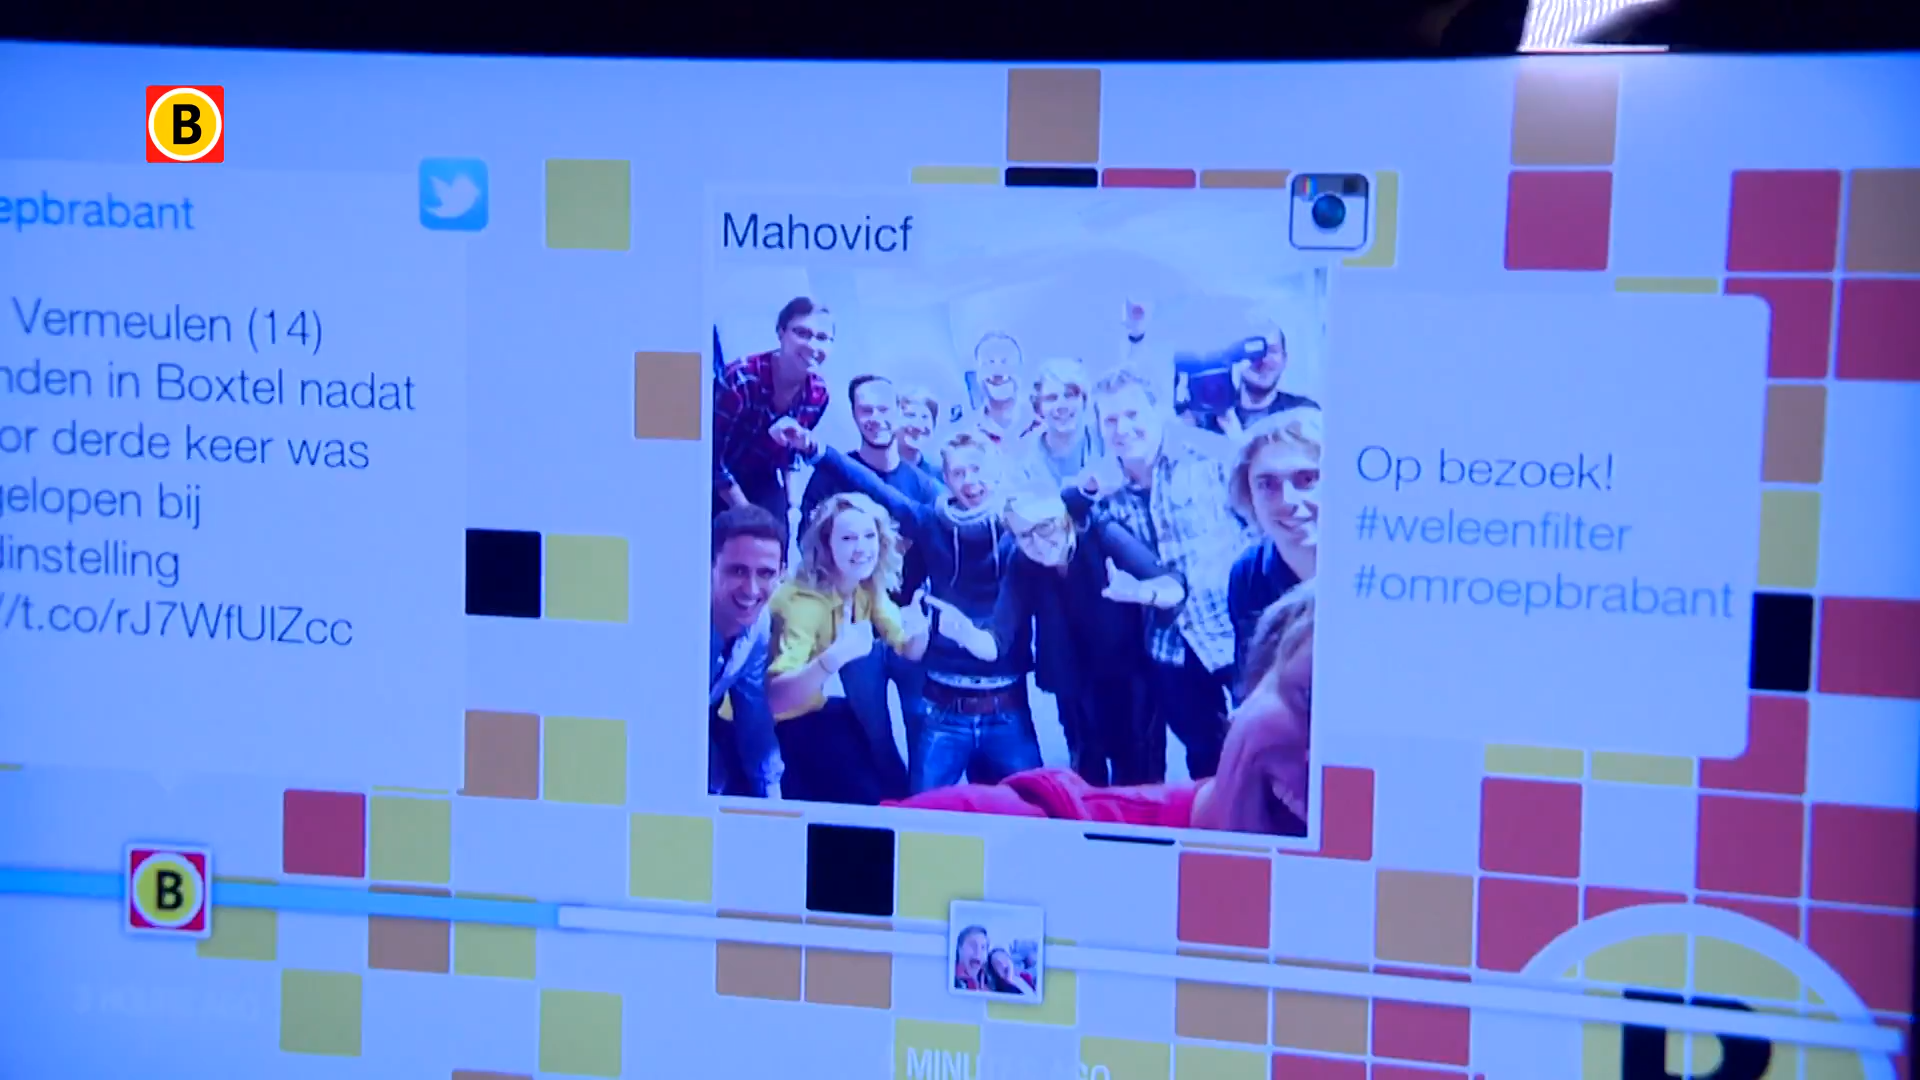 B
epbrabant
Vermeulen (14)
nden in Boxtel nadat
or derde keer was
gelopen bij
dinstelling
//t.co/rJ7WfUIZcc
Mahovicf
Op bezoek!
#weleenfilter
#omroepbrabant
B
B